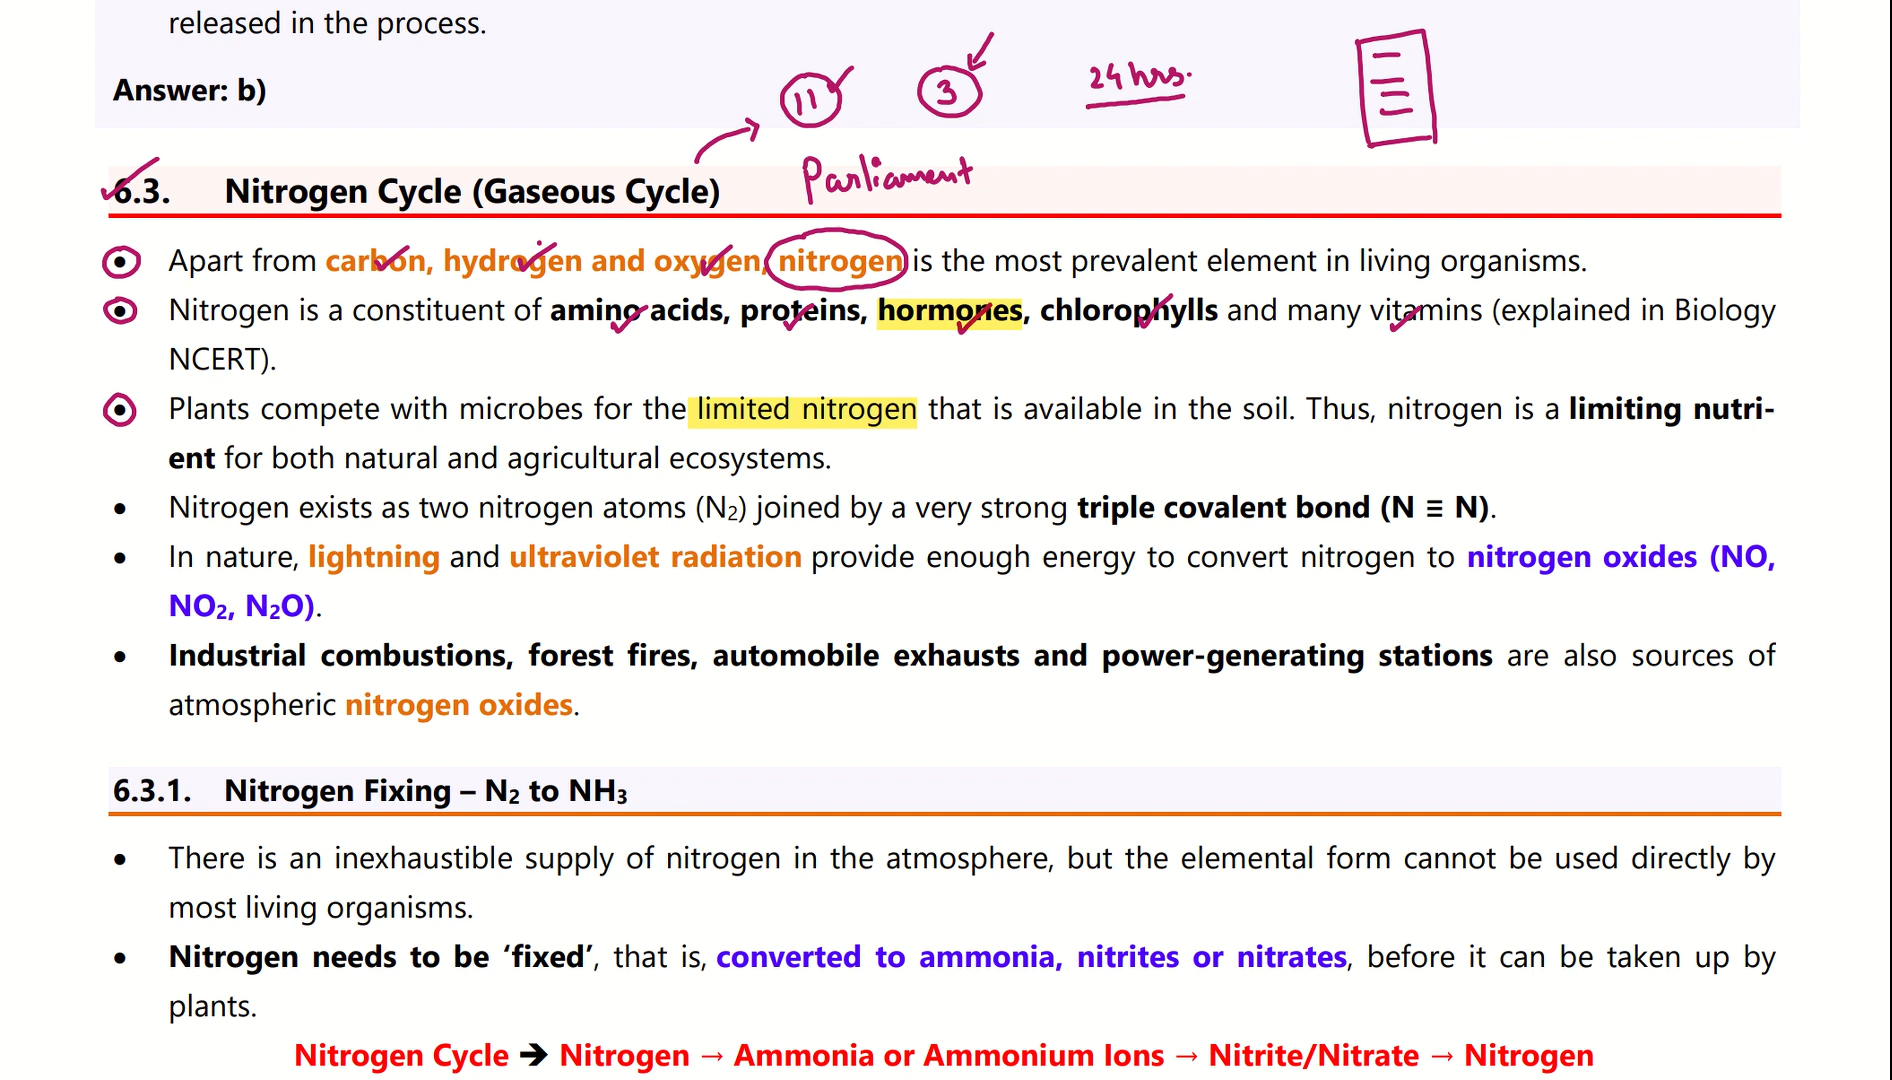 released in the process.
Answer: b)
11 3 24 hrs.
Parliament
6.3. Nitrogen Cycle (Gaseous Cycle)
• Apart from carbon, hydrogen and oxygen, nitrogen is the most prevalent element in living organisms.
• Nitrogen is a constituent of amino acids, proteins, hormones, chlorophylls and many vitamins (explained in Biology
NCERT).
• Plants compete with microbes for the limited nitrogen that is available in the soil. Thus, nitrogen is a limiting nutri-
ent for both natural and agricultural ecosystems.
• Nitrogen exists as two nitrogen atoms (N₂) joined by a very strong triple covalent bond (N ≡ N).
• In nature, lightning and ultraviolet radiation provide enough energy to convert nitrogen to nitrogen oxides (NO,
NO₂, N₂O).
• Industrial combustions, forest fires, automobile exhausts and power-generating stations are also sources of
atmospheric nitrogen oxides.
6.3.1. Nitrogen Fixing – N₂ to NH₃
• There is an inexhaustible supply of nitrogen in the atmosphere, but the elemental form cannot be used directly by
most living organisms.
• Nitrogen needs to be ‘fixed’, that is, converted to ammonia, nitrites or nitrates, before it can be taken up by
plants.
Nitrogen Cycle ➔ Nitrogen → Ammonia or Ammonium Ions → Nitrite/Nitrate → Nitrogen